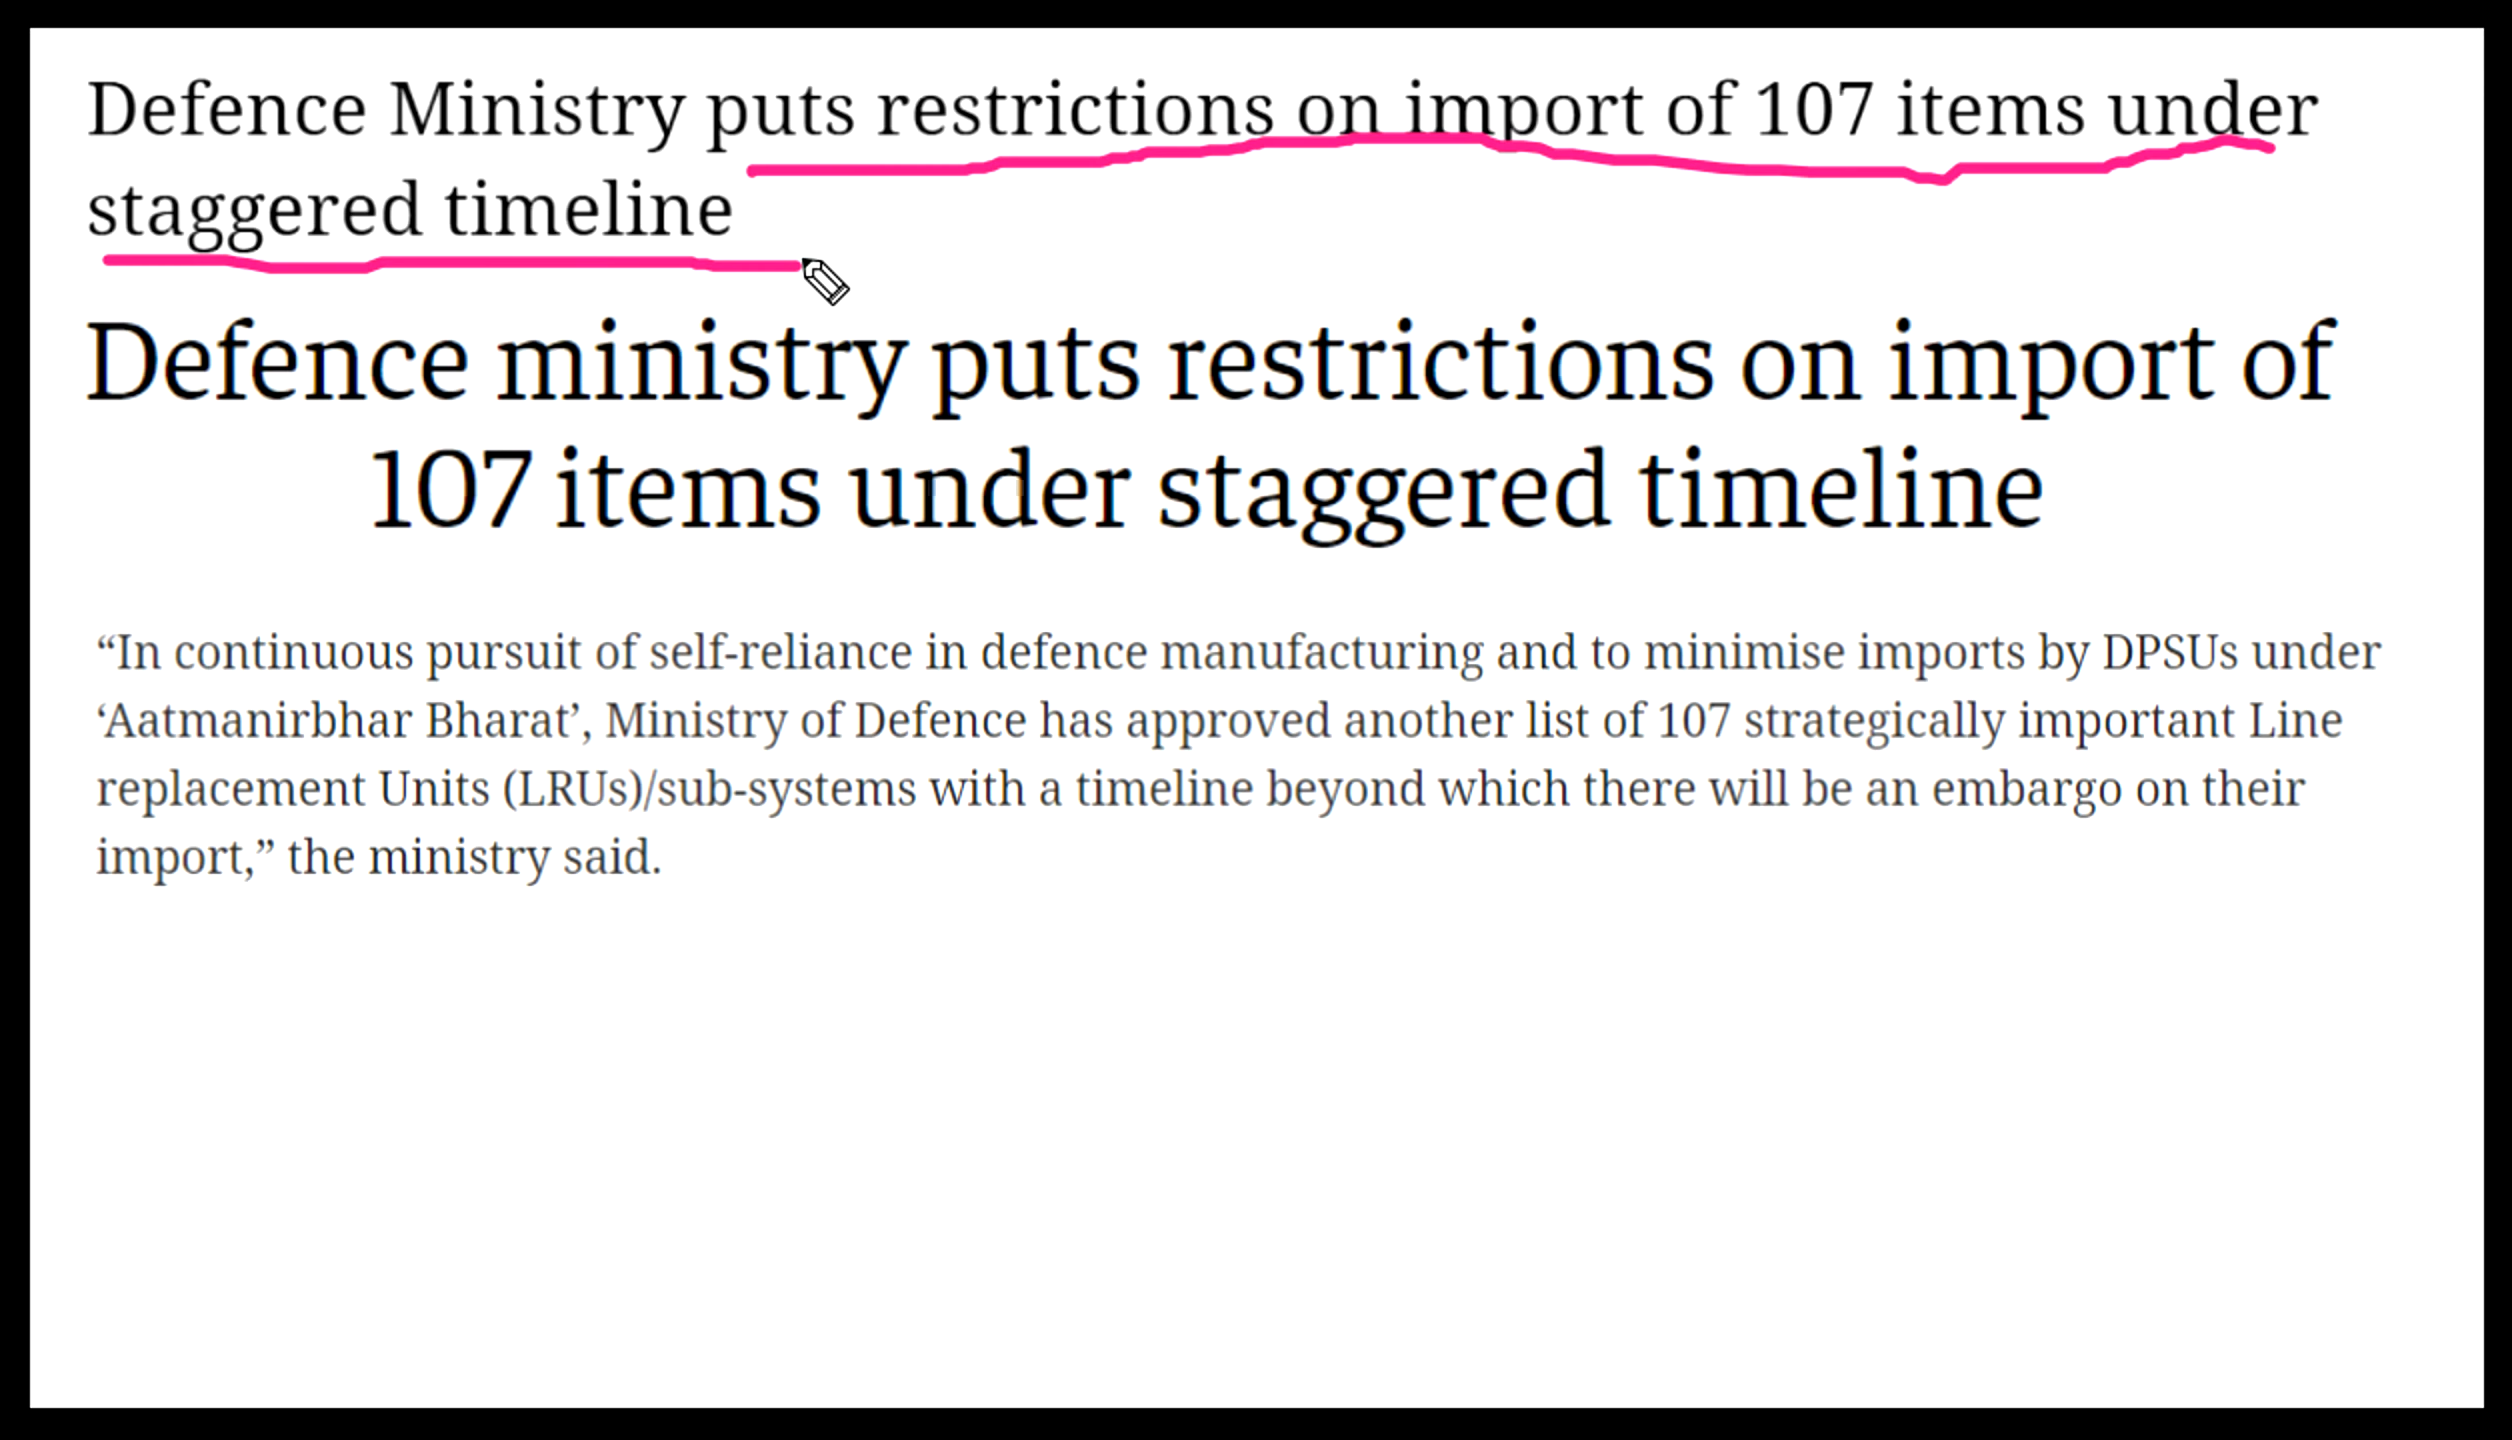 Defence Ministry puts restrictions on import of 107 items under
staggered timeline
Defence ministry puts restrictions on import of
107 items under staggered timeline
“In continuous pursuit of self-reliance in defence manufacturing and to minimise imports by DPSUs under
‘Aatmanirbhar Bharat’, Ministry of Defence has approved another list of 107 strategically important Line
replacement Units (LRUs)/sub-systems with a timeline beyond which there will be an embargo on their
import,” the ministry said.